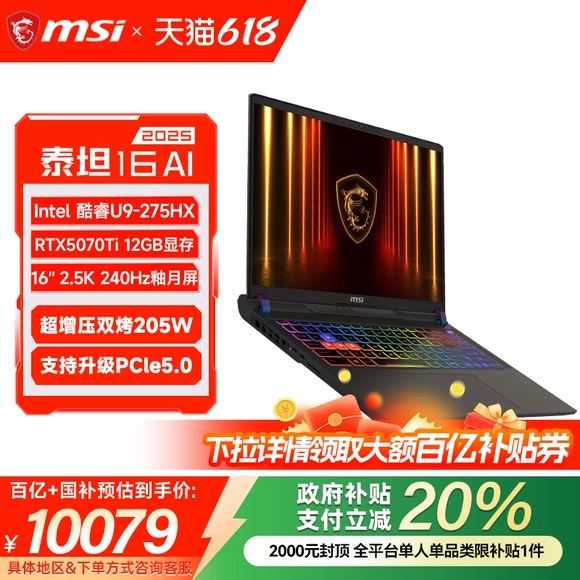 msi × 天猫618
2025
泰坦16 AI
Intel 酷睿U9-275HX
RTX5070Ti 12GB显存
16" 2.5K 240Hz釉月屏
超增压双烤205W
支持升级PCIe5.0
msi
下拉详情领取大额百亿补贴券
百亿+国补预估到手价:
¥10079
具体地区&下单方式咨询客服
政府补贴
支付立减
20%
2000元封顶 全平台单人单品类限补贴1件